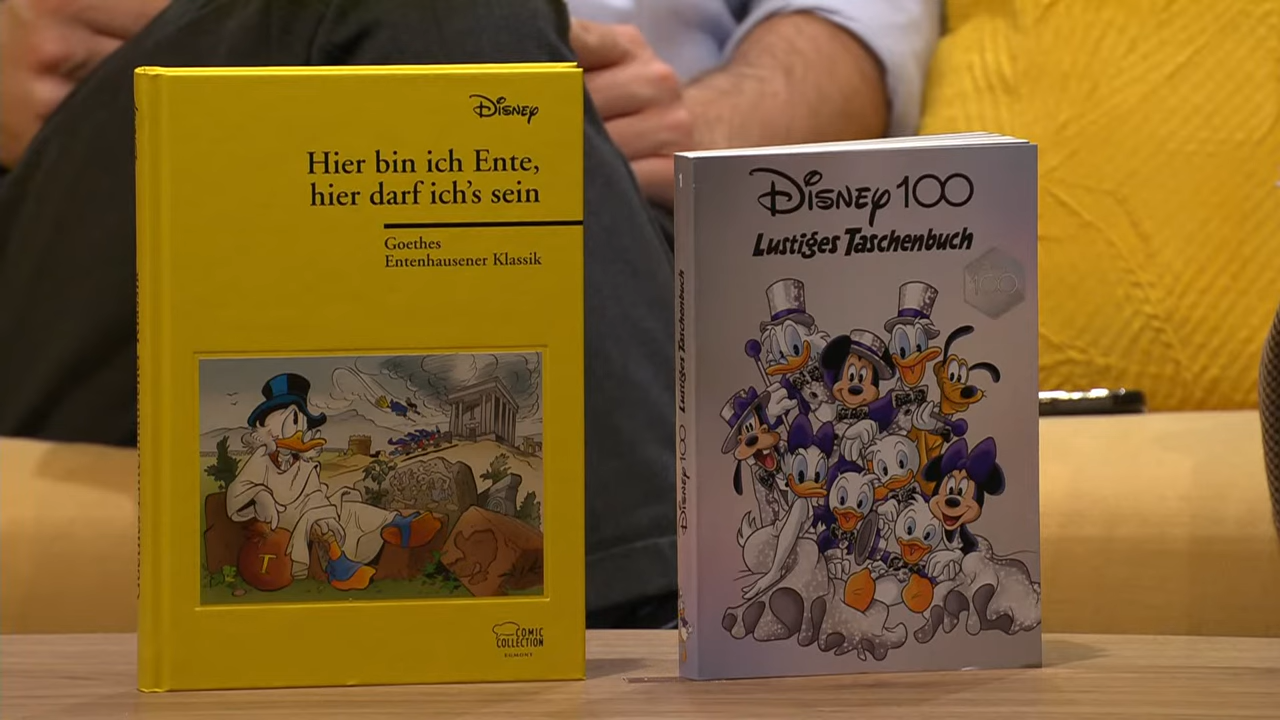 Disney
Hier bin ich Ente,
hier darf ich's sein
Goethes
Entenhausener Klassik
T
COMIC
COLLECTION
EGMONT
1
Disney 100
Lustiges Taschenbuch
100
Disney 100 Lustiges Taschenbuch